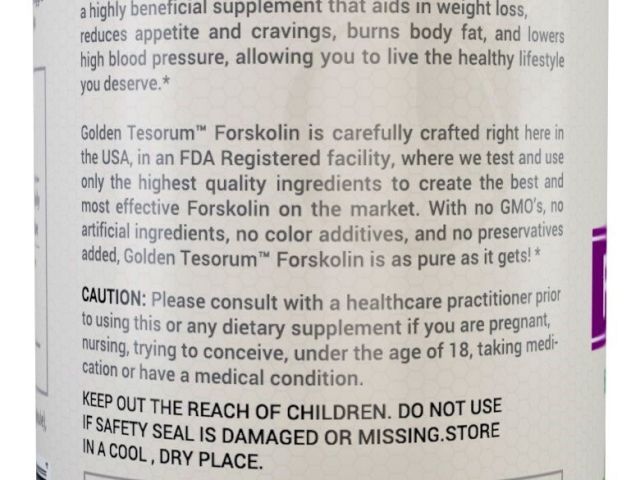 a highly beneficial supplement that aids in weight loss,
reduces appetite and cravings, burns body fat, and lowers
high blood pressure, allowing you to live the healthy lifestyle
you deserve.*
Golden Tesorum™ Forskolin is carefully crafted right here in
the USA, in an FDA Registered facility, where we test and use
only the highest quality ingredients to create the best and
most effective Forskolin on the market. With no GMO's, no
artificial ingredients, no color additives, and no preservatives
added, Golden Tesorum™ Forskolin is as pure as it gets! *
CAUTION: Please consult with a healthcare practitioner prior
to using this or any dietary supplement if you are pregnant,
nursing, trying to conceive, under the age of 18, taking medi-
cation or have a medical condition.
KEEP OUT THE REACH OF CHILDREN. DO NOT USE
IF SAFETY SEAL IS DAMAGED OR MISSING.STORE
IN A COOL , DRY PLACE.